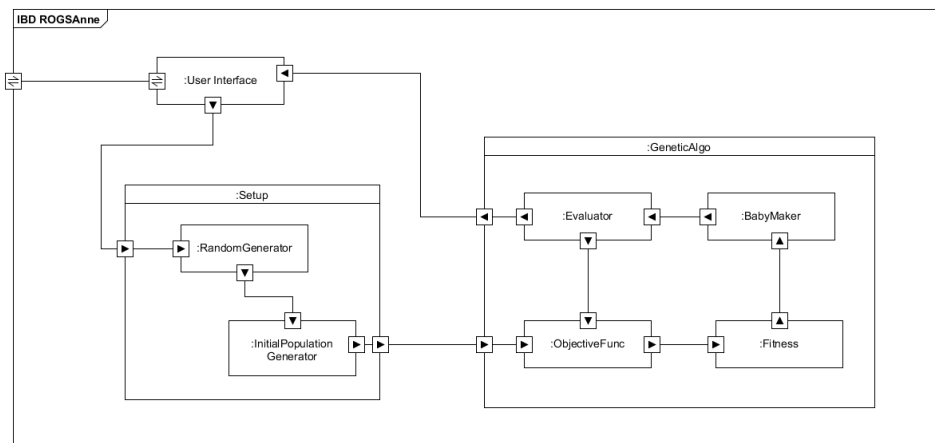 IBD ROGSAnne
:User Interface
:GeneticAlgo
:Setup
:Evaluator
:BabyMaker
:RandomGenerator
:InitialPopulation
Generator
:ObjectiveFunc
:Fitness